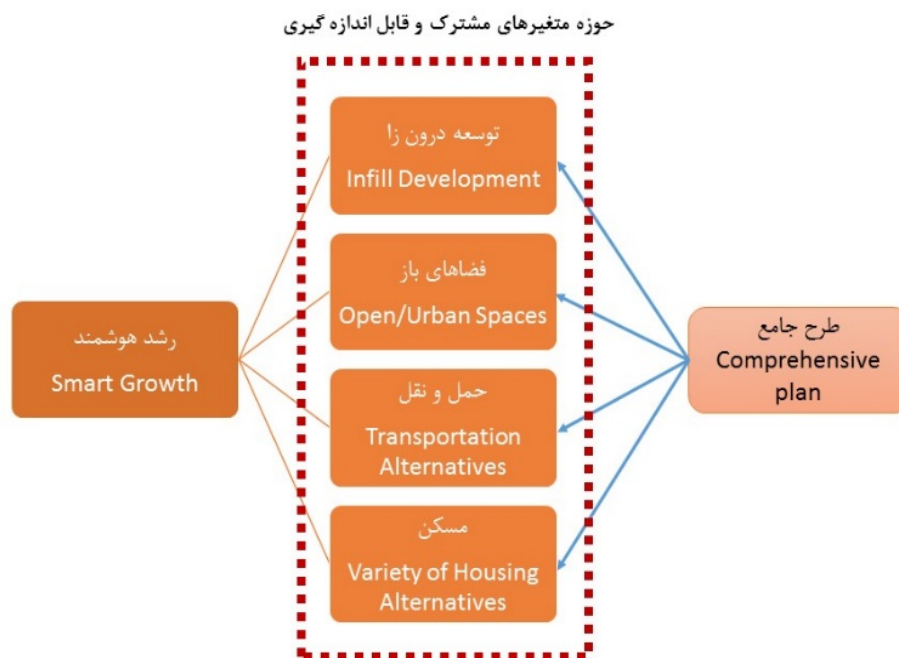 حوزه متغیرهای مشترک و قابل اندازه گیری
توسعه درون زا
Infill Development
فضاهای باز
Open/Urban Spaces
رشد هوشمند
Smart Growth
طرح جامع
Comprehensive
plan
حمل و نقل
Transportation
Alternatives
مسکن
Variety of Housing
Alternatives